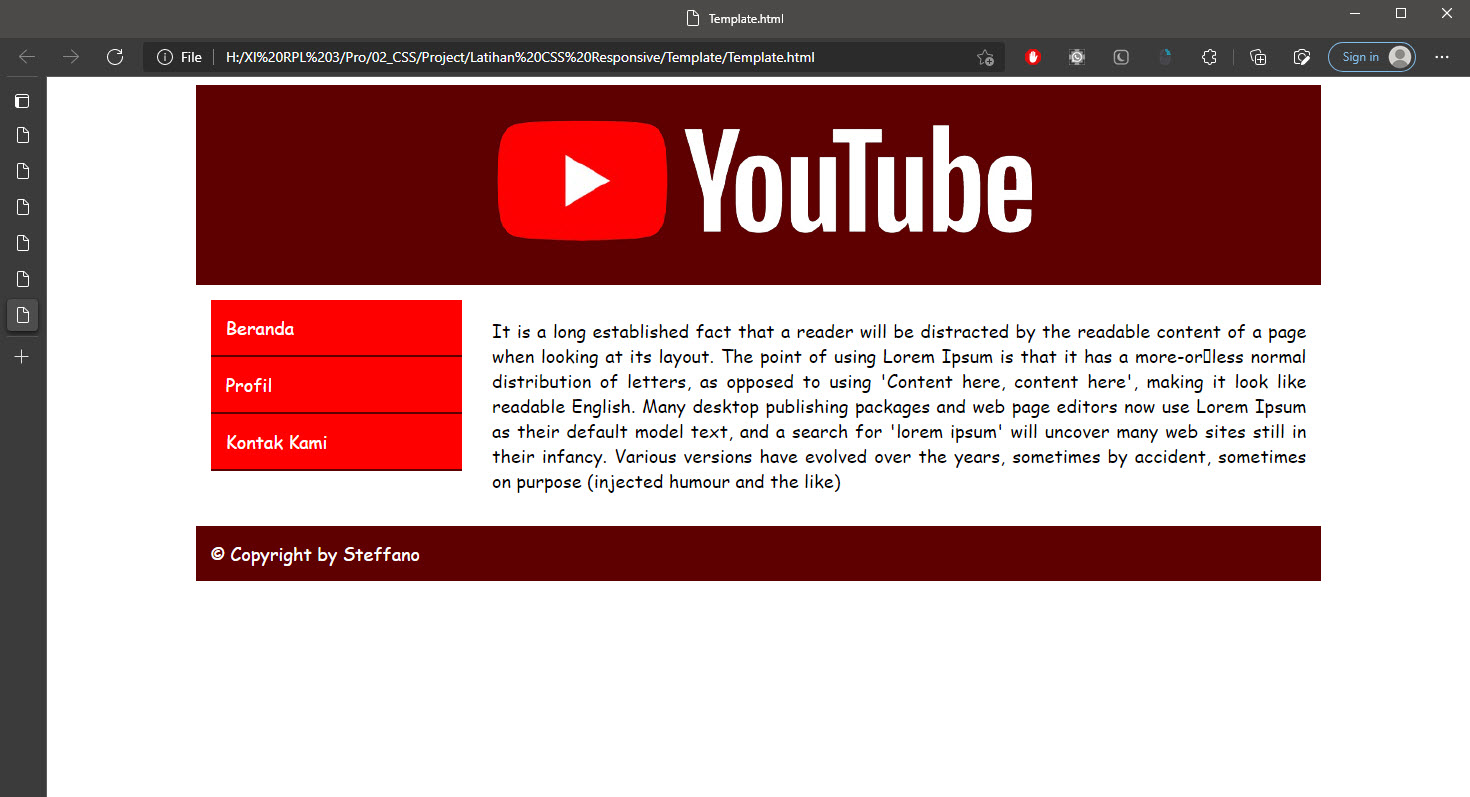 Template.html
File
H:/XI%20RPL%203/Pro/02_CSS/Project/Latihan%20CSS%20Responsive/Template/Template.html
Sign in
YouTube
Beranda
Profil
Kontak Kami
It is a long established fact that a reader will be distracted by the readable content of a page
when looking at its layout. The point of using Lorem Ipsum is that it has a more-or▯less normal
distribution of letters, as opposed to using 'Content here, content here', making it look like
readable English. Many desktop publishing packages and web page editors now use Lorem Ipsum
as their default model text, and a search for 'lorem ipsum' will uncover many web sites still in
their infancy. Various versions have evolved over the years, sometimes by accident, sometimes
on purpose (injected humour and the like)
© Copyright by Steffano